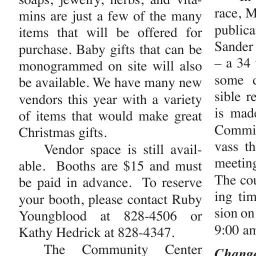 soaps, jewelry, herbs, and vita-
mins are just a few of the many
items that will be offered for
purchase. Baby gifts that can be
monogrammed on site will also
be available. We have many new
vendors this year with a variety
of items that would make great
Christmas gifts.
Vendor space is still avail-
able. Booths are $15 and must
be paid in advance. To reserve
your booth, please contact Ruby
Youngblood at 828-4506 or
Kathy Hedrick at 828-4347.
The Community Center
race, M
publica
Sander
– a 34
some
sible re
is mad
Commi
vass th
meeting
The cou
ing tim
sion on
9:00 am
Change